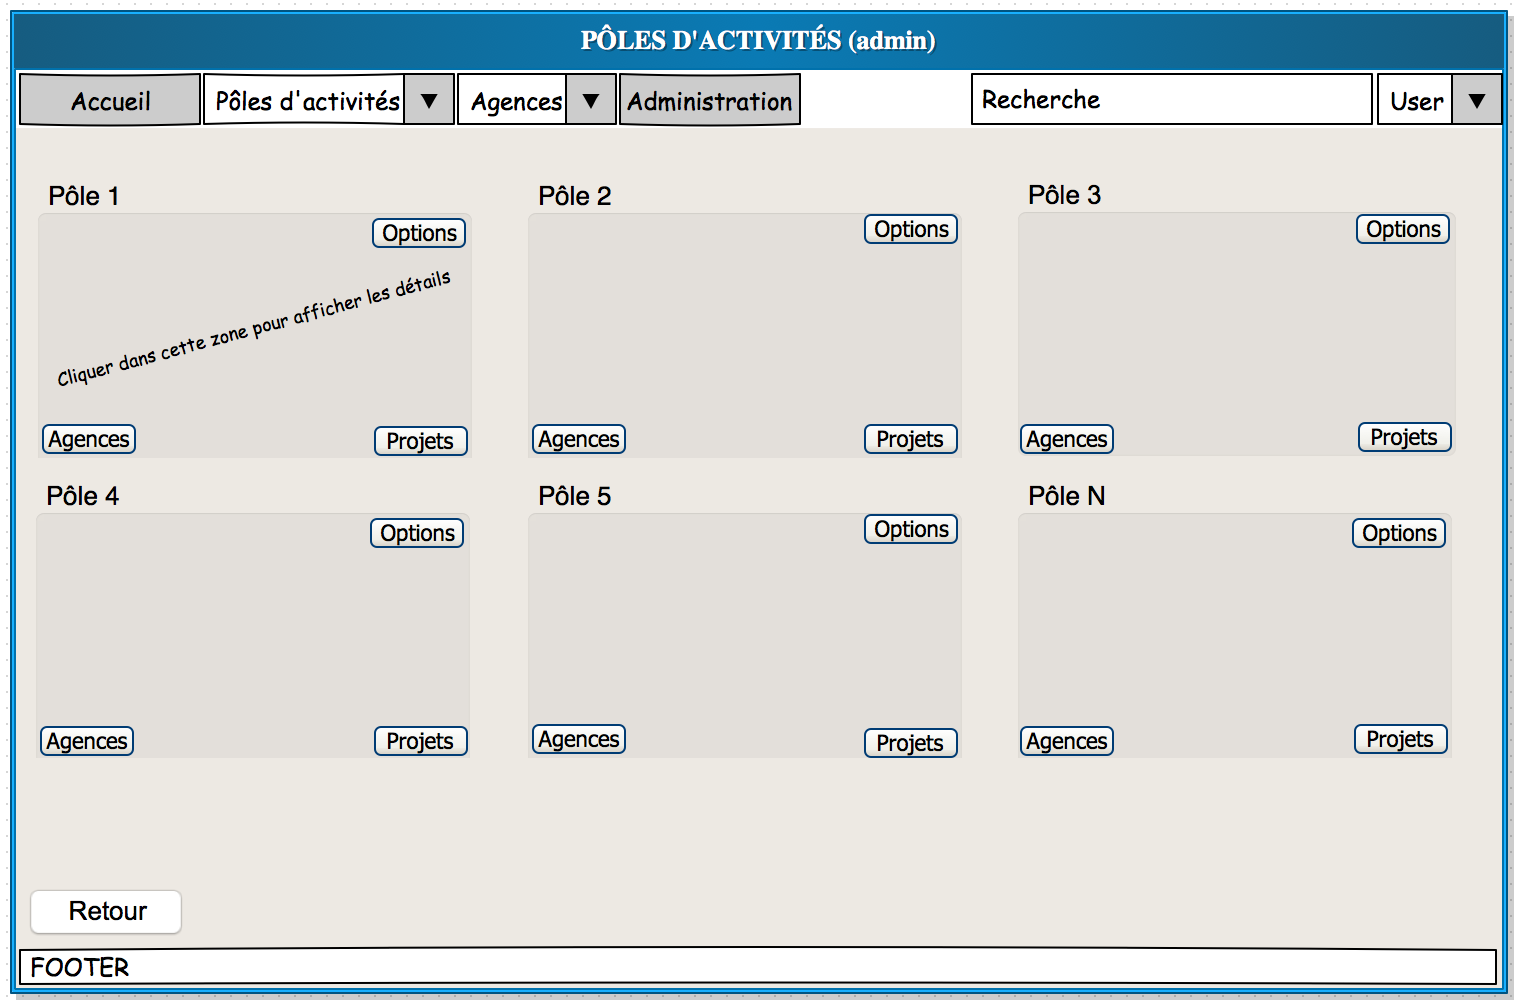 PÔLES D'ACTIVITÉS (admin)
Accueil Pôles d'activités Agences Administration Recherche User
Pôle 1 Pôle 2 Pôle 3
Options Options Options
Cliquer dans cette zone pour afficher les détails
Agences Projets Agences Projets Agences Projets
Pôle 4 Pôle 5 Pôle N
Options Options Options
Agences Projets Agences Projets Agences Projets
Retour
FOOTER